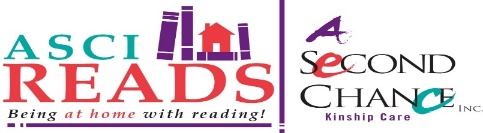 ASCI
READS
Being at home with reading!
A
SeCOND
CHANCE INC.
Kinship Care